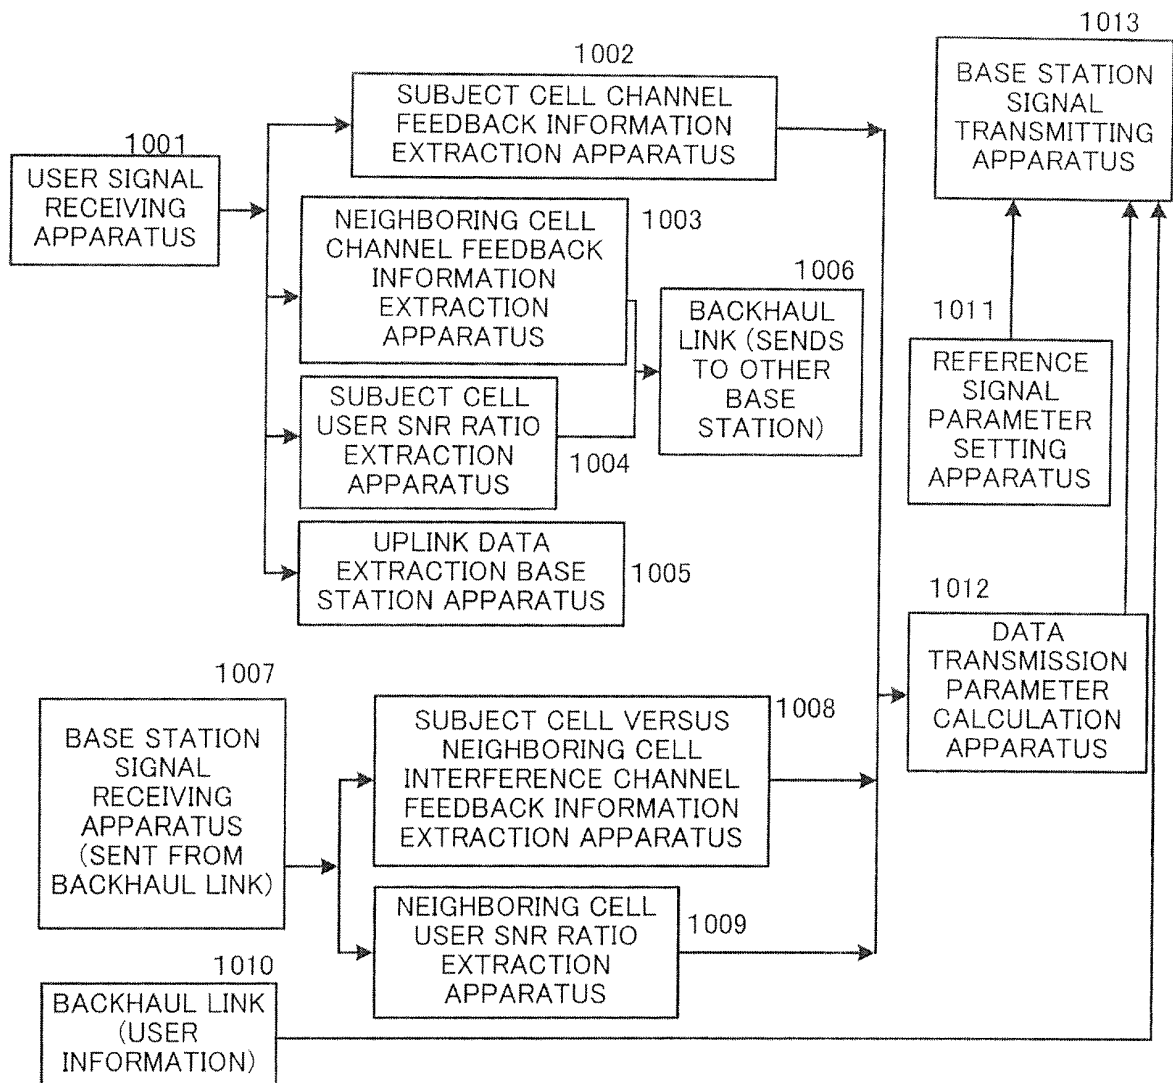 1001
USER SIGNAL
RECEIVING
APPARATUS
1002
SUBJECT CELL CHANNEL
FEEDBACK INFORMATION
EXTRACTION APPARATUS
1003
NEIGHBORING CELL
CHANNEL FEEDBACK
INFORMATION
EXTRACTION
APPARATUS
SUBJECT CELL
USER SNR RATIO
EXTRACTION
APPARATUS
1004
UPLINK DATA
EXTRACTION BASE
STATION APPARATUS
1005
1006
BACKHAUL
LINK (SENDS
TO OTHER
BASE
STATION)
1007
BASE STATION
SIGNAL
RECEIVING
APPARATUS
(SENT FROM
BACKHAUL LINK)
1008
SUBJECT CELL VERSUS
NEIGHBORING CELL
INTERFERENCE CHANNEL
FEEDBACK INFORMATION
EXTRACTION APPARATUS
NEIGHBORING CELL
USER SNR RATIO
EXTRACTION
APPARATUS
1009
1010
BACKHAUL LINK
(USER
INFORMATION)
1013
BASE STATION
SIGNAL
TRANSMITTING
APPARATUS
1011
REFERENCE
SIGNAL
PARAMETER
SETTING
APPARATUS
1012
DATA
TRANSMISSION
PARAMETER
CALCULATION
APPARATUS